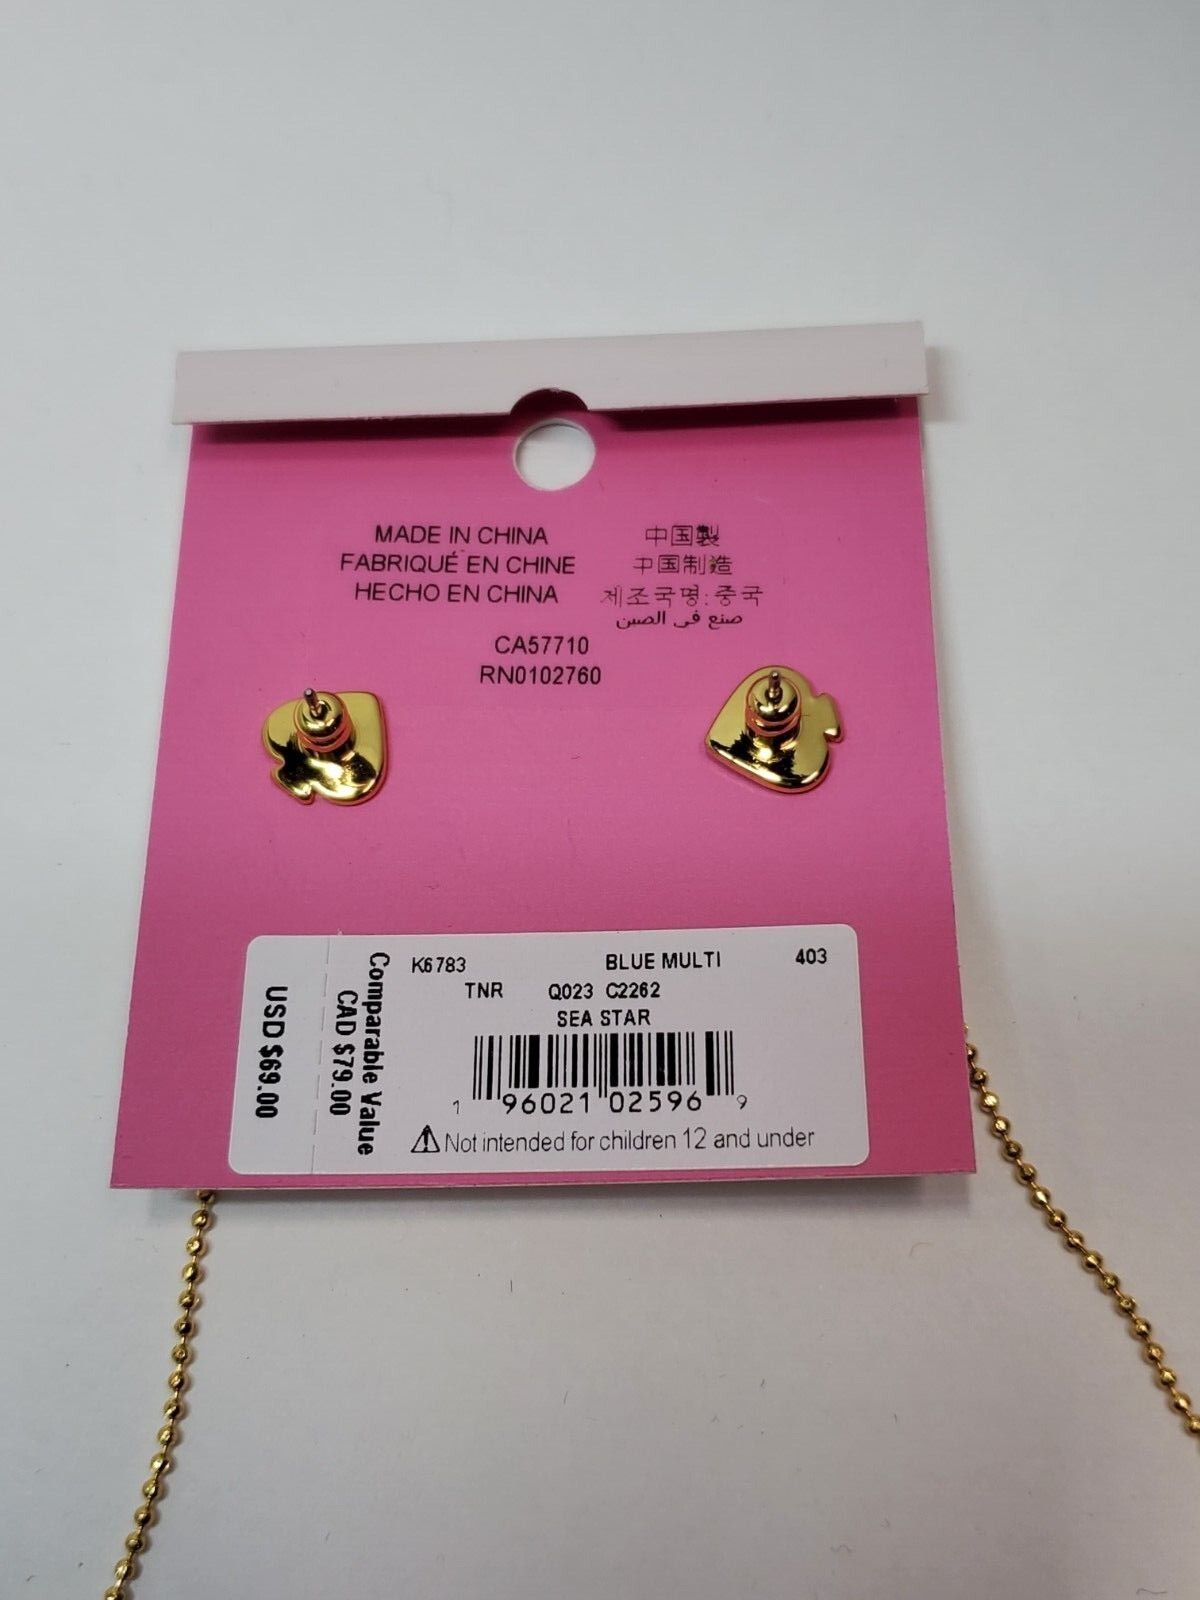 MADE IN CHINA
FABRIQUÉ EN CHINE
HECHO EN CHINA
中国製
中国制造
제조국명:중국
صنع في الصين
CA57710
RN0102760
K6783 BLUE MULTI 403
TNR Q023 C2262
SEA STAR
1 96021 02596 9
⚠ Not intended for children 12 and under
Comparable Value
CAD $79.00
USD $69.00